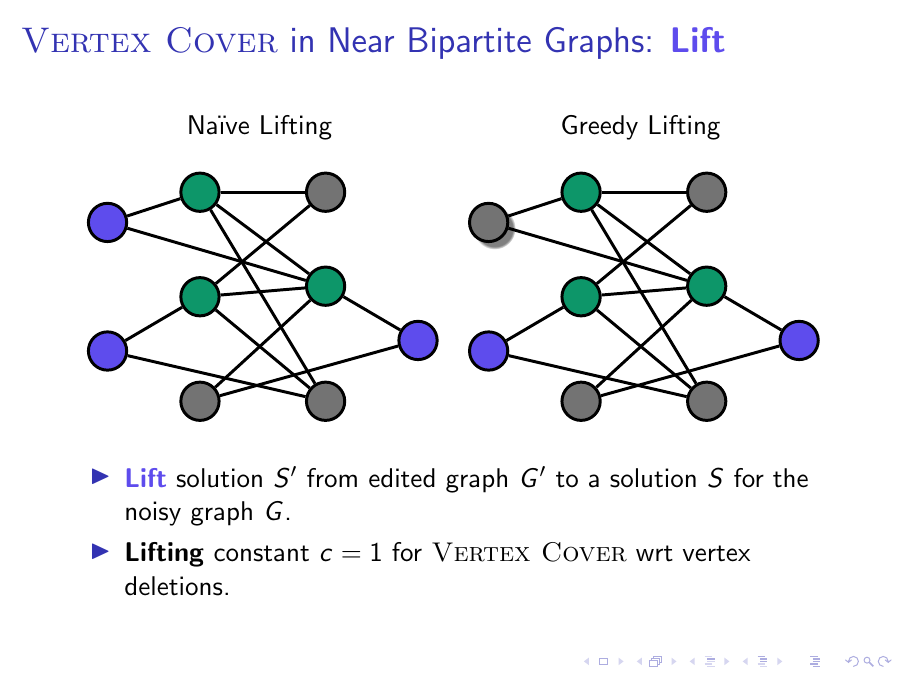 VERTEX COVER in Near Bipartite Graphs: Lift
Naïve Lifting
Greedy Lifting
Lift solution S′ from edited graph G′ to a solution S for the
noisy graph G.
Lifting constant c = 1 for VERTEX COVER wrt vertex
deletions.